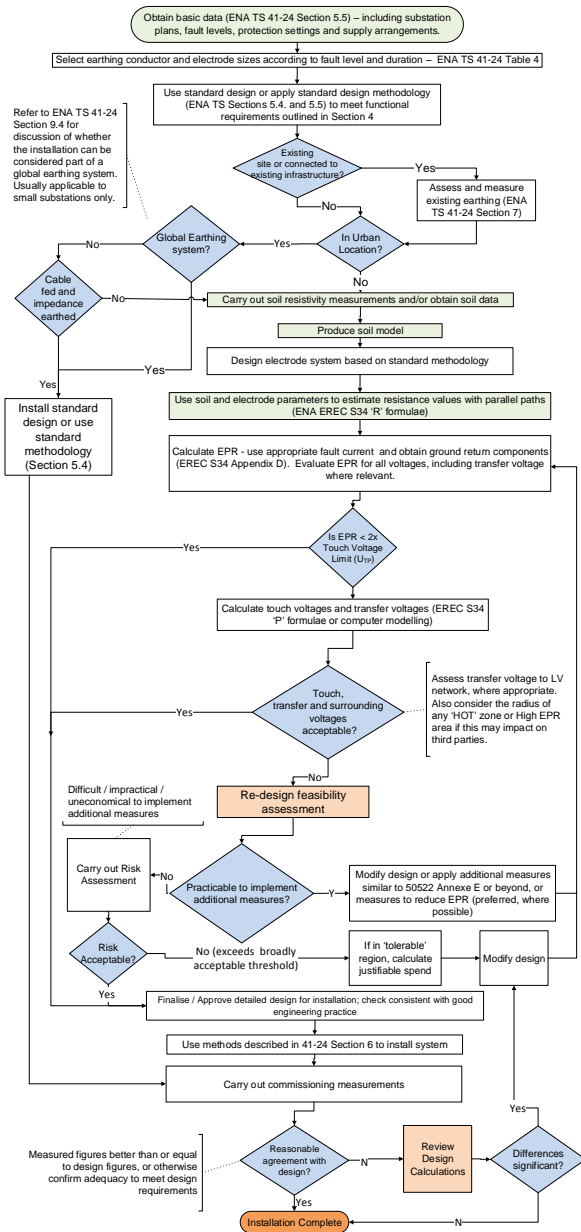 Obtain basic data (ENA TS 41-24 Section 5.5) – including substation
plans, fault levels, protection settings and supply arrangements.
Select earthing conductor and electrode sizes according to fault level and duration – ENA TS 41-24 Table 4
Use standard design or apply standard design methodology
(ENA TS Sections 5.4. and 5.5) to meet functional
requirements outlined in Section 4
Refer to ENA TS 41-24
Section 9.4 for
discussion of whether
the installation can be
considered part of a
global earthing system.
Usually applicable to
small substations only.
Existing
site or connected to
existing infrastructure?
Yes
No
Assess and measure
existing earthing (ENA
TS 41-24 Section 7)
In Urban
Location?
Yes
No
Global Earthing
system?
No
Yes
Cable
fed and
impedance
earthed
No
Yes
Carry out soil resistivity measurements and/or obtain soil data
Produce soil model
Design electrode system based on standard methodology
Use soil and electrode parameters to estimate resistance values with parallel paths
(ENA EREC S34 'R' formulae)
Install standard
design or use
standard
methodology
(Section 5.4)
Calculate EPR - use appropriate fault current and obtain ground return components
(EREC S34 Appendix D). Evaluate EPR for all voltages, including transfer voltage
where relevant.
Is EPR < 2x
Touch Voltage
Limit (UTP)
Yes
Calculate touch voltages and transfer voltages (EREC S34
'P' formulae or computer modelling)
Touch,
transfer and surrounding
voltages
acceptable?
Yes
No
Assess transfer voltage to LV
network, where appropriate.
Also consider the radius of
any 'HOT' zone or High EPR
area if this may impact on
third parties.
Re-design feasibility
assessment
Difficult / impractical /
uneconomical to implement
additional measures
Carry out Risk
Assessment
No
Practicable to implement
additional measures?
Y
Modify design or apply additional measures
similar to 50522 Annexe E or beyond, or
measures to reduce EPR (preferred, where
possible)
Risk
Acceptable?
No (exceeds broadly
acceptable threshold)
If in 'tolerable'
region, calculate
justifiable spend
Modify design
Yes
Finalise / Approve detailed design for installation; check consistent with good
engineering practice
Use methods described in 41-24 Section 6 to install system
Carry out commissioning measurements
Measured figures better than or equal
to design figures, or otherwise
confirm adequacy to meet design
requirements
Reasonable
agreement with
design?
N
Yes
Review
Design
Calculations
Differences
significant?
Yes
N
Installation Complete